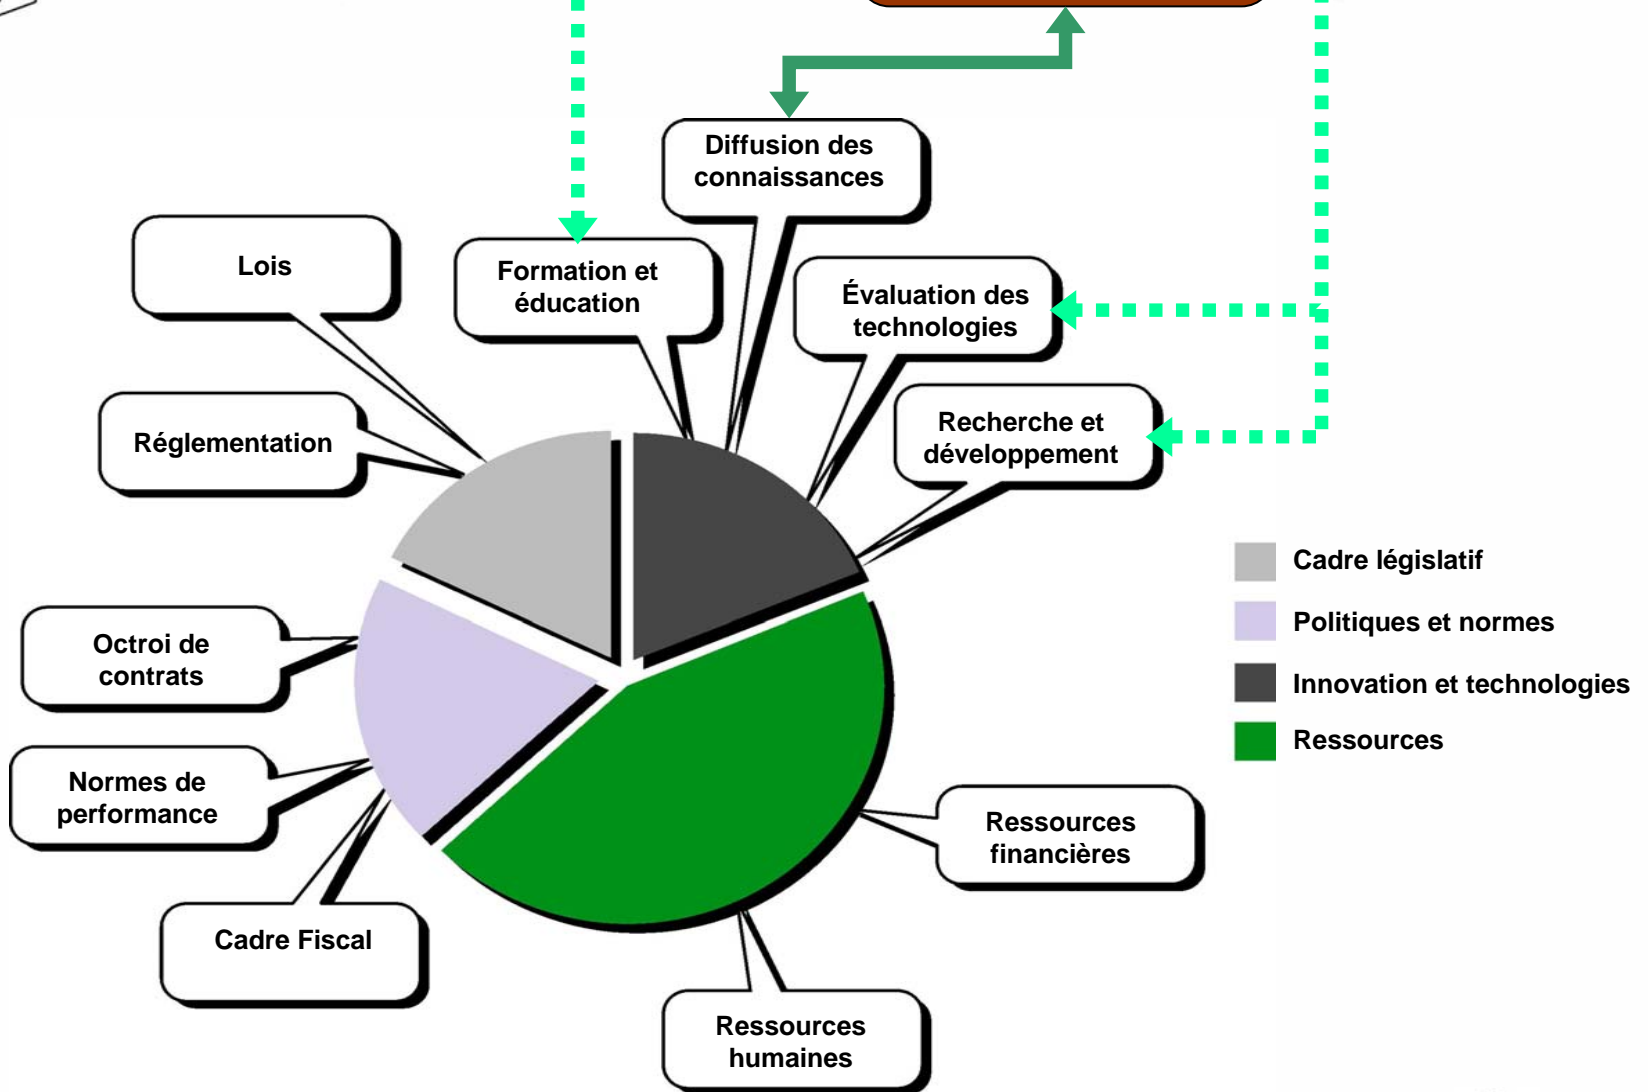 Diffusion des
connaissances
Lois
Formation et
éducation
Évaluation des
technologies
Réglementation
Recherche et
développement
Cadre législatif
Politiques et normes
Innovation et technologies
Ressources
Octroi de
contrats
Normes de
performance
Ressources
financières
Cadre Fiscal
Ressources
humaines